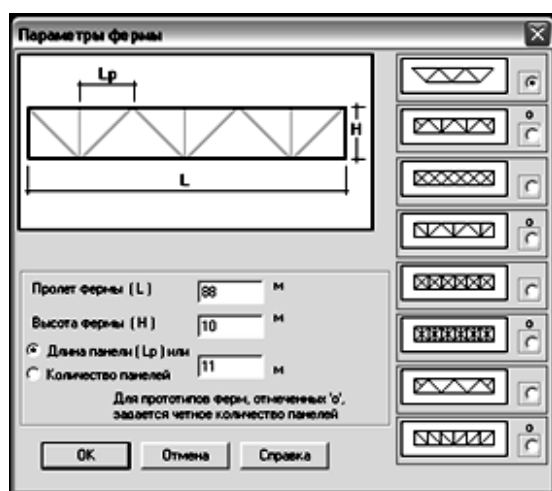 Параметры фермы
Lp
H
L
Пролет фермы ( L )
88
м
Высота фермы ( H )
10
м
Длина панели ( Lp ) или
11
м
Количество панелей
Для прототипов ферм, отмеченных 'o',
задается четное количество панелей
OK
Отмена
Справка
o
o
o
o